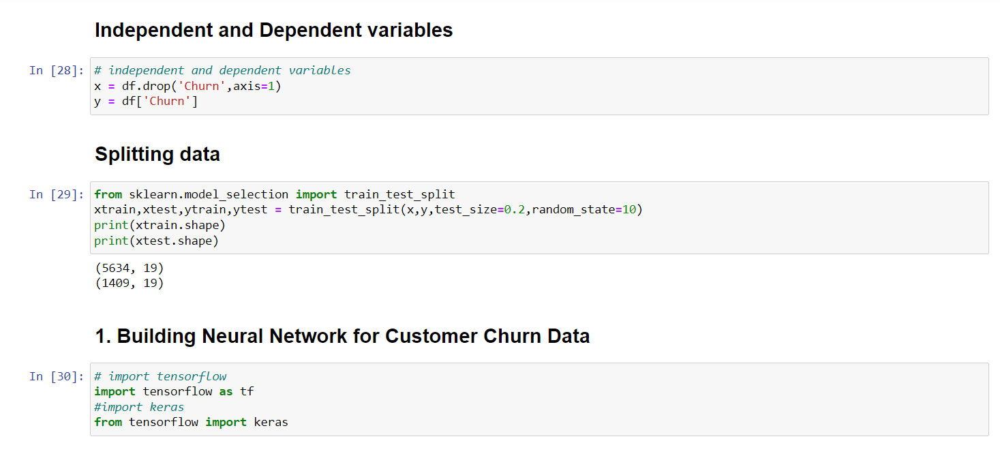 Independent and Dependent variables
In [28]: # independent and dependent variables
x = df.drop('Churn',axis=1)
y = df['Churn']
Splitting data
In [29]: from sklearn.model_selection import train_test_split
xtrain,xtest,ytrain,ytest = train_test_split(x,y,test_size=0.2,random_state=10)
print(xtrain.shape)
print(xtest.shape)
(5634, 19)
(1409, 19)
1. Building Neural Network for Customer Churn Data
In [30]: # import tensorflow
import tensorflow as tf
#import keras
from tensorflow import keras